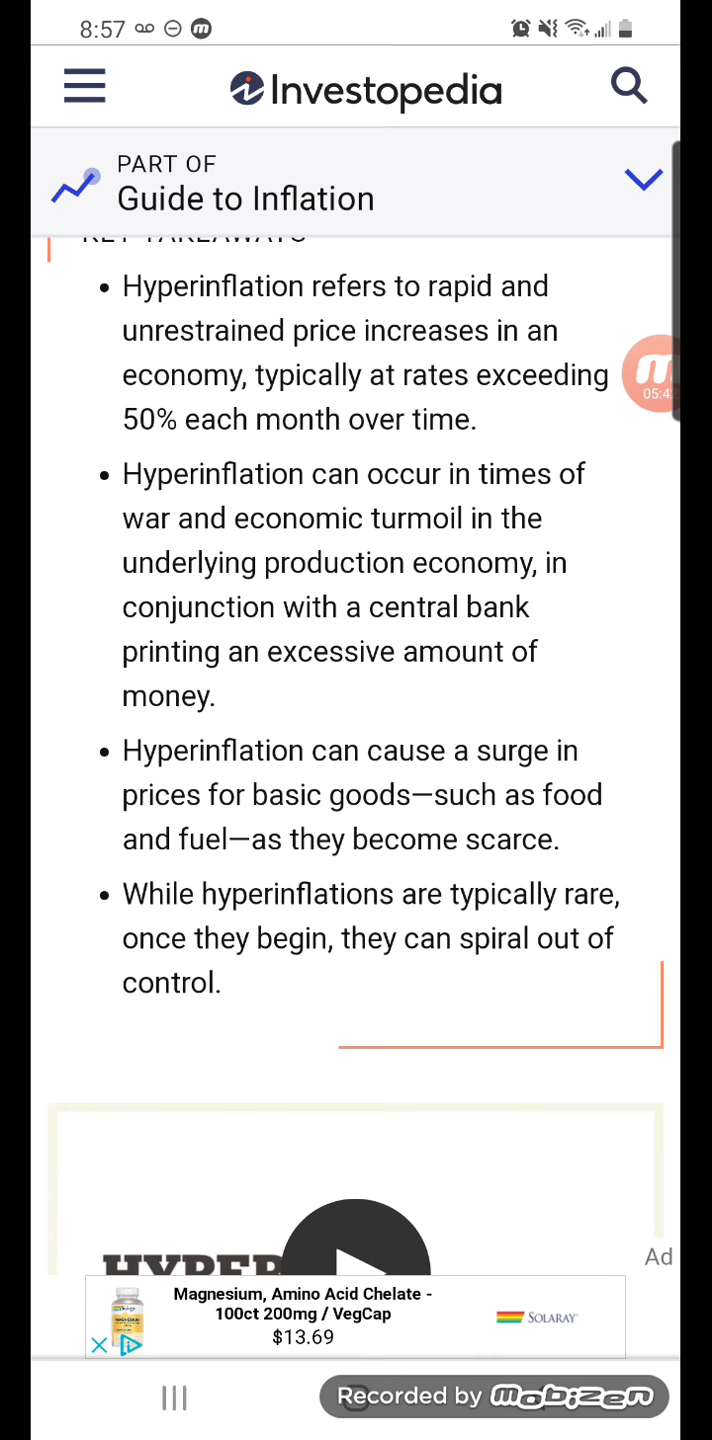 8:57
Investopedia
PART OF
Guide to Inflation
KEY TAKEAWAYS
Hyperinflation refers to rapid and
unrestrained price increases in an
economy, typically at rates exceeding
50% each month over time.
Hyperinflation can occur in times of
war and economic turmoil in the
underlying production economy, in
conjunction with a central bank
printing an excessive amount of
money.
Hyperinflation can cause a surge in
prices for basic goods—such as food
and fuel—as they become scarce.
While hyperinflations are typically rare,
once they begin, they can spiral out of
control.
HYPER
Ad
Magnesium, Amino Acid Chelate -
100ct 200mg / VegCap
$13.69
SOLARAY
Recorded by mobizen